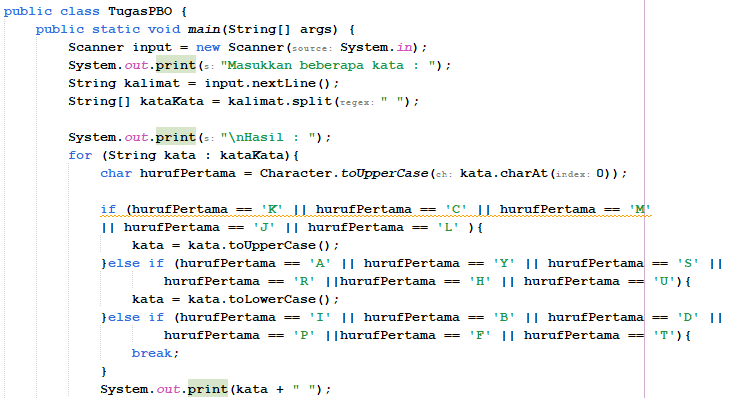 public class TugasPBO {
public static void main(String[] args) {
Scanner input = new Scanner(source: System.in);
System.out.print(s: "Masukkan beberapa kata : ");
String kalimat = input.nextLine();
String[] kataKata = kalimat.split(regex: " ");
System.out.print(s: "\nHasil : ");
for (String kata : kataKata){
char hurufPertama = Character.toUpperCase(ch: kata.charAt(index: 0));
if (hurufPertama == 'K' || hurufPertama == 'C' || hurufPertama == 'M'
|| hurufPertama == 'J' || hurufPertama == 'L' ){
kata = kata.toUpperCase();
}else if (hurufPertama == 'A' || hurufPertama == 'Y' || hurufPertama == 'S' ||
hurufPertama == 'R' ||hurufPertama == 'H' || hurufPertama == 'U'){
kata = kata.toLowerCase();
}else if (hurufPertama == 'I' || hurufPertama == 'B' || hurufPertama == 'D' ||
hurufPertama == 'P' ||hurufPertama == 'F' || hurufPertama == 'T'){
break;
}
System.out.print(kata + " ");